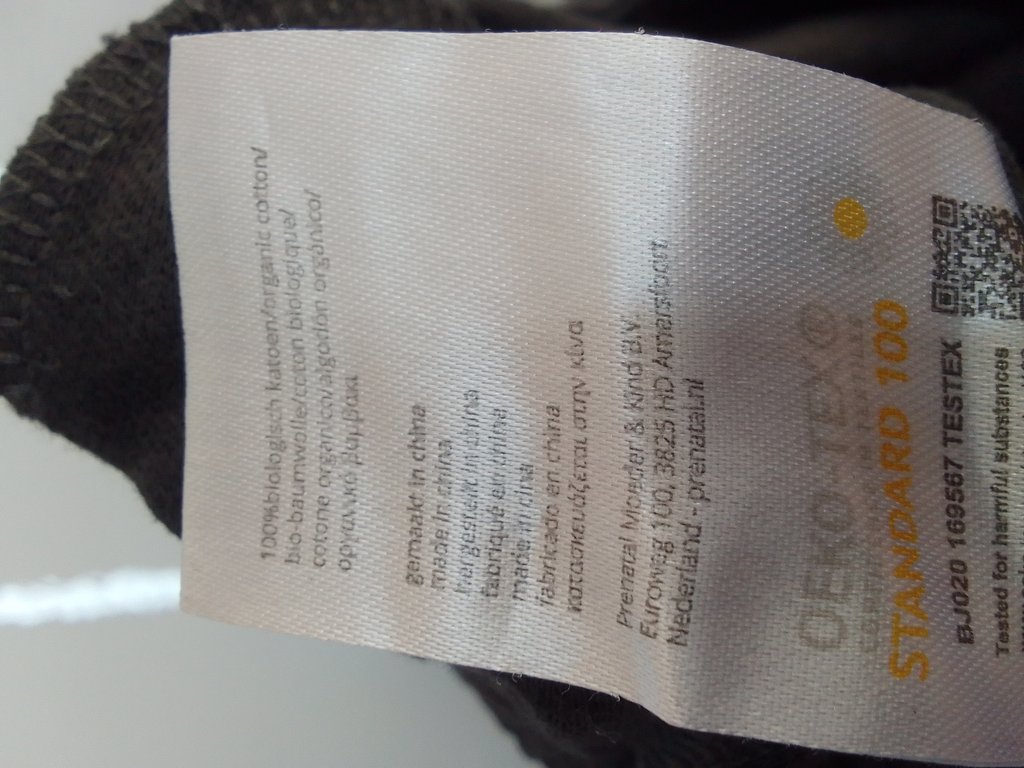 100%biologisch katoen/organic cotton/
bio-baumwolle/coton biologique/
cotone organico/algodón orgánico/
οργανικό βαμβάκι
gemaakt in china
made in china
hergestellt in china
fabriqué en chine
made in china
fabricado en china
κατασκευάζεται στην κίνα
Prenatal Moeder & Kind B.V.
Euroweg 100, 3825 HD Amersfoort
Nederland - prenatal.nl
OEKO-TEX®
STANDARD 100
BJ020 169567 TESTEX
Tested for harmful substances